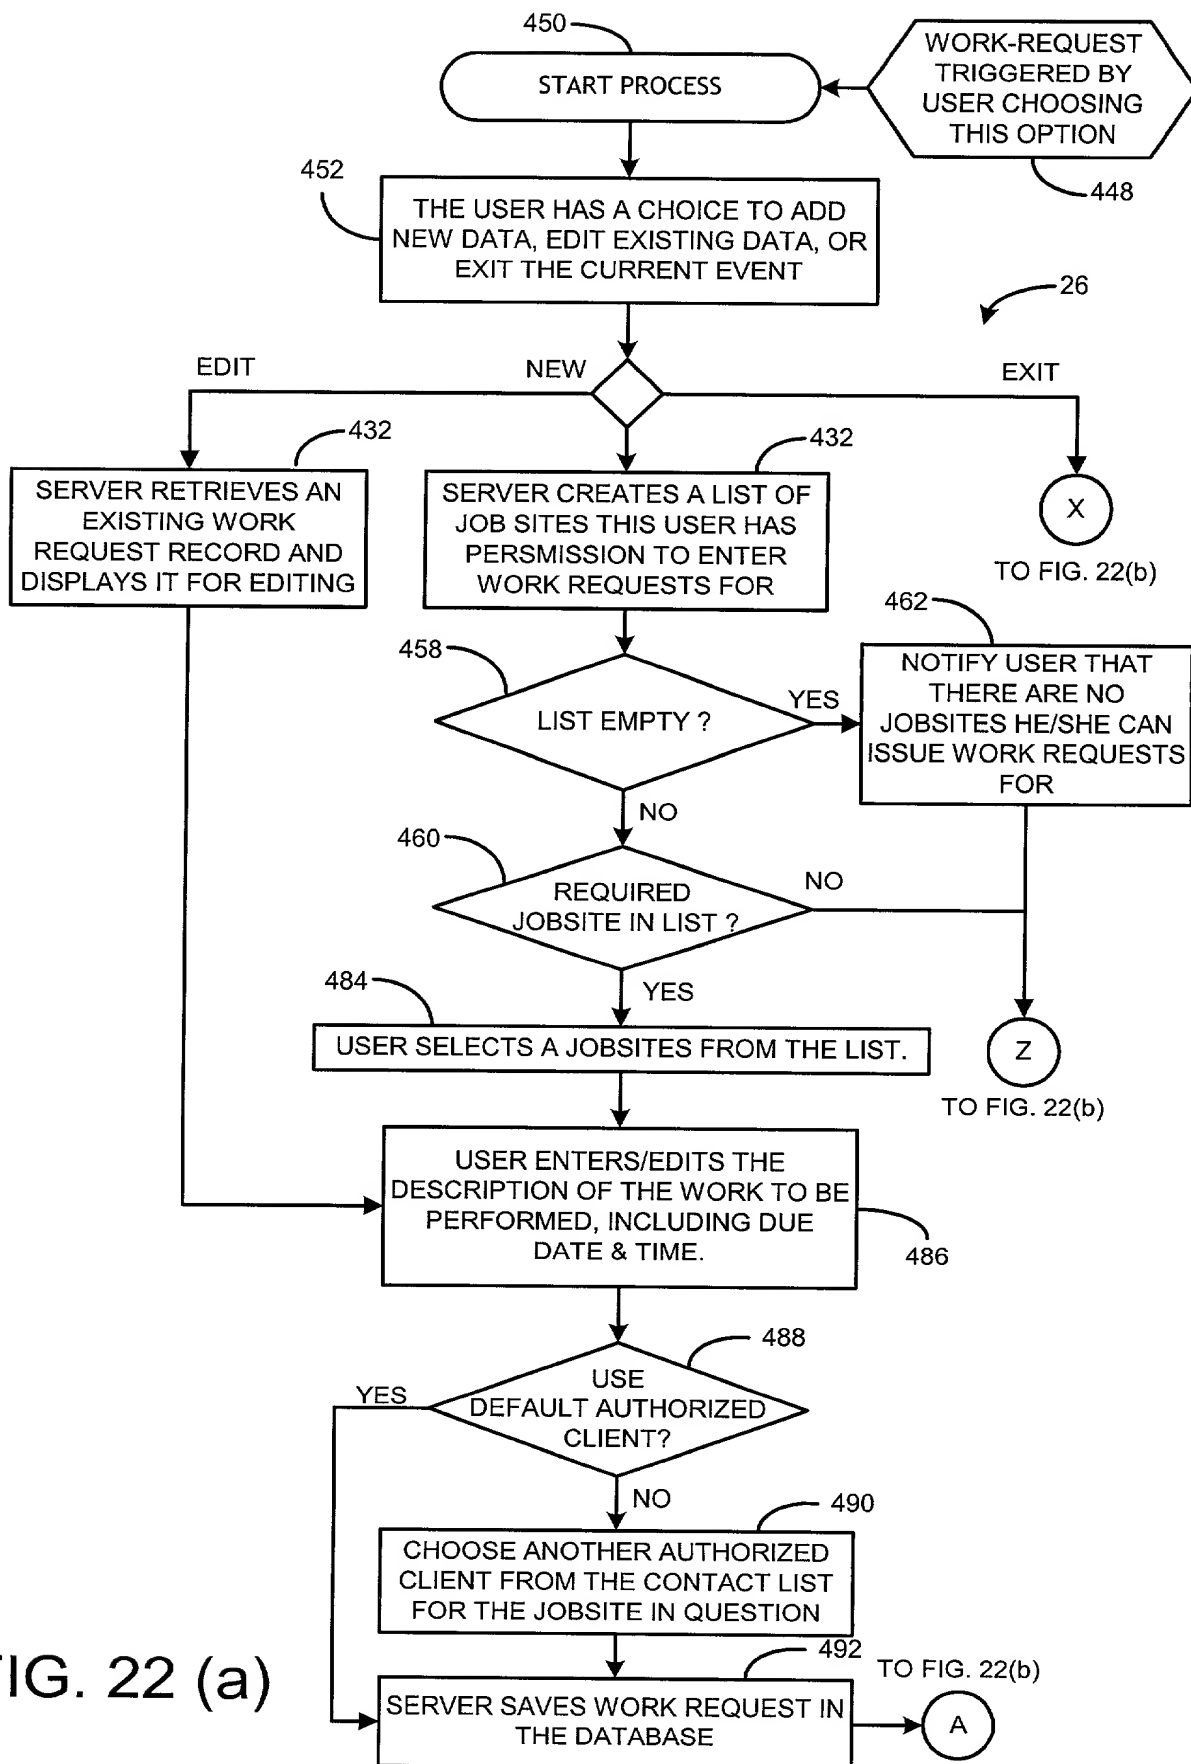 450
START PROCESS
WORK-REQUEST
TRIGGERED BY
USER CHOOSING
THIS OPTION
448
452
THE USER HAS A CHOICE TO ADD
NEW DATA, EDIT EXISTING DATA, OR
EXIT THE CURRENT EVENT
26
EDIT
NEW
EXIT
432
SERVER RETRIEVES AN
EXISTING WORK
REQUEST RECORD AND
DISPLAYS IT FOR EDITING
432
SERVER CREATES A LIST OF
JOB SITES THIS USER HAS
PERSMISSION TO ENTER
WORK REQUESTS FOR
X
TO FIG. 22(b)
458
LIST EMPTY ?
YES
462
NOTIFY USER THAT
THERE ARE NO
JOBSITES HE/SHE CAN
ISSUE WORK REQUESTS
FOR
NO
460
REQUIRED
JOBSITE IN LIST ?
NO
YES
484
USER SELECTS A JOBSITES FROM THE LIST.
Z
TO FIG. 22(b)
USER ENTERS/EDITS THE
DESCRIPTION OF THE WORK TO BE
PERFORMED, INCLUDING DUE
DATE & TIME.
486
488
USE
DEFAULT AUTHORIZED
CLIENT?
YES
NO
490
CHOOSE ANOTHER AUTHORIZED
CLIENT FROM THE CONTACT LIST
FOR THE JOBSITE IN QUESTION
492
SERVER SAVES WORK REQUEST IN
THE DATABASE
TO FIG. 22(b)
A
IG. 22 (a)